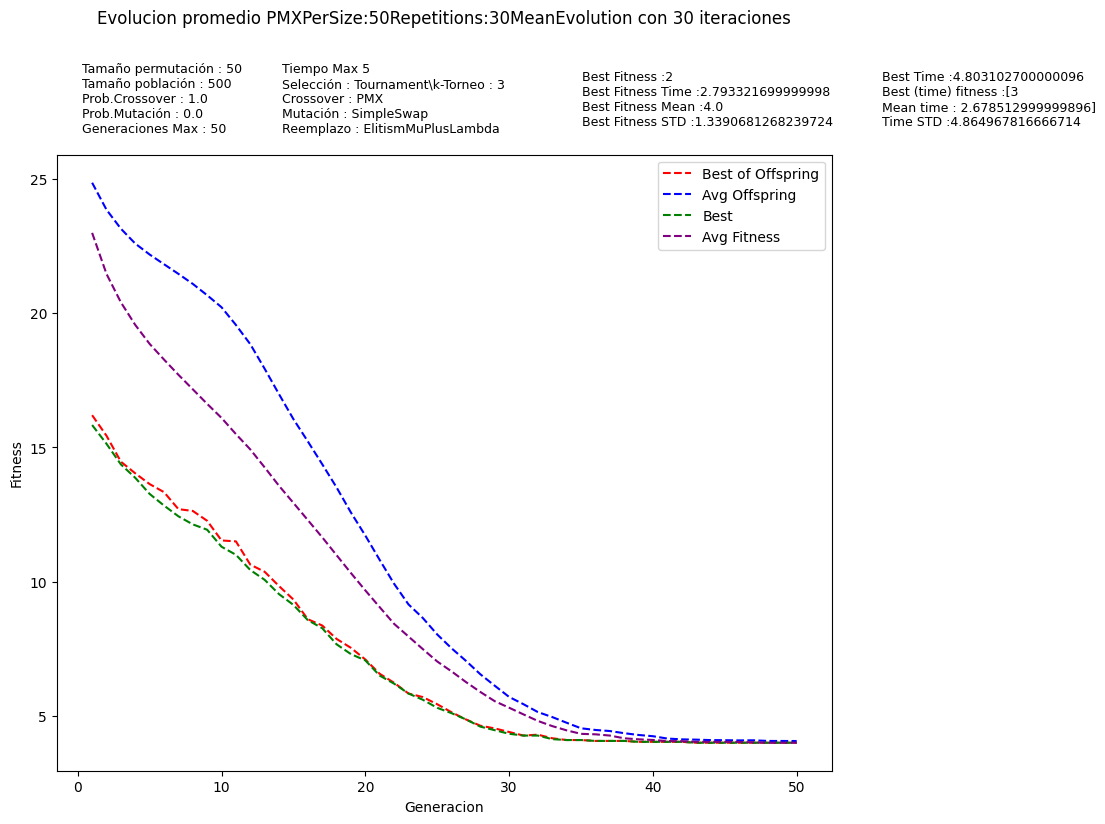 Evolucion promedio PMXPerSize:50Repetitions:30MeanEvolution con 30 iteraciones
Tamaño permutación : 50
Tamaño población : 500
Prob.Crossover : 1.0
Prob.Mutación : 0.0
Generaciones Max : 50
Tiempo Max 5
Selección : Tournament\k-Torneo : 3
Crossover : PMX
Mutación : SimpleSwap
Reemplazo : ElitismMuPlusLambda
Best Fitness :2
Best Fitness Time :2.793321699999998
Best Fitness Mean :4.0
Best Fitness STD :1.3390681268239724
Best Time :4.803102700000096
Best (time) fitness :[3
Mean time : 2.678512999999896]
Time STD :4.864967816666714
Best of Offspring
Avg Offspring
Best
Avg Fitness
25
20
15
10
5
Fitness
0
10
20
30
40
50
Generacion